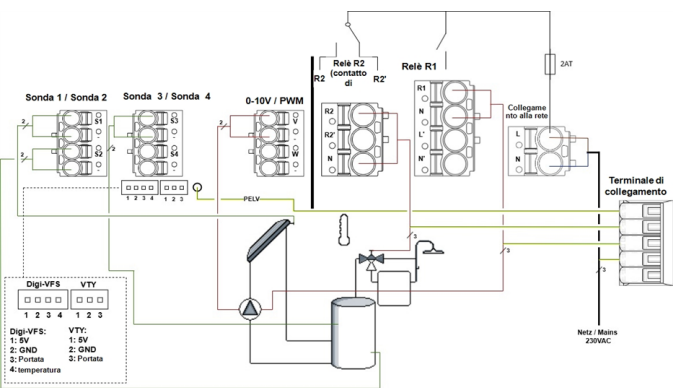 2AT
Relè R2
(contatto
di
R2
R2'
Relè R1
Sonda 1 / Sonda 2
Sonda 3 / Sonda 4
0-10V / PWM
Collegame
nto alla rete
R1
N
L'
N'
R2
R2'
N
L
N
S1
-
S2
-
S3
-
S4
-
V
-
W
-
2
2
2
2
1 2 3 4
1 2 3
PELV
Terminale di
collegamento
3
3
3
Digi-VFS
VTY
1 2 3 4
1 2 3
Digi-VFS:
1: 5V
2: GND
3: Portata
4: temperatura
VTY:
1: 5V
2: GND
3: Portata
Netz / Mains
230VAC